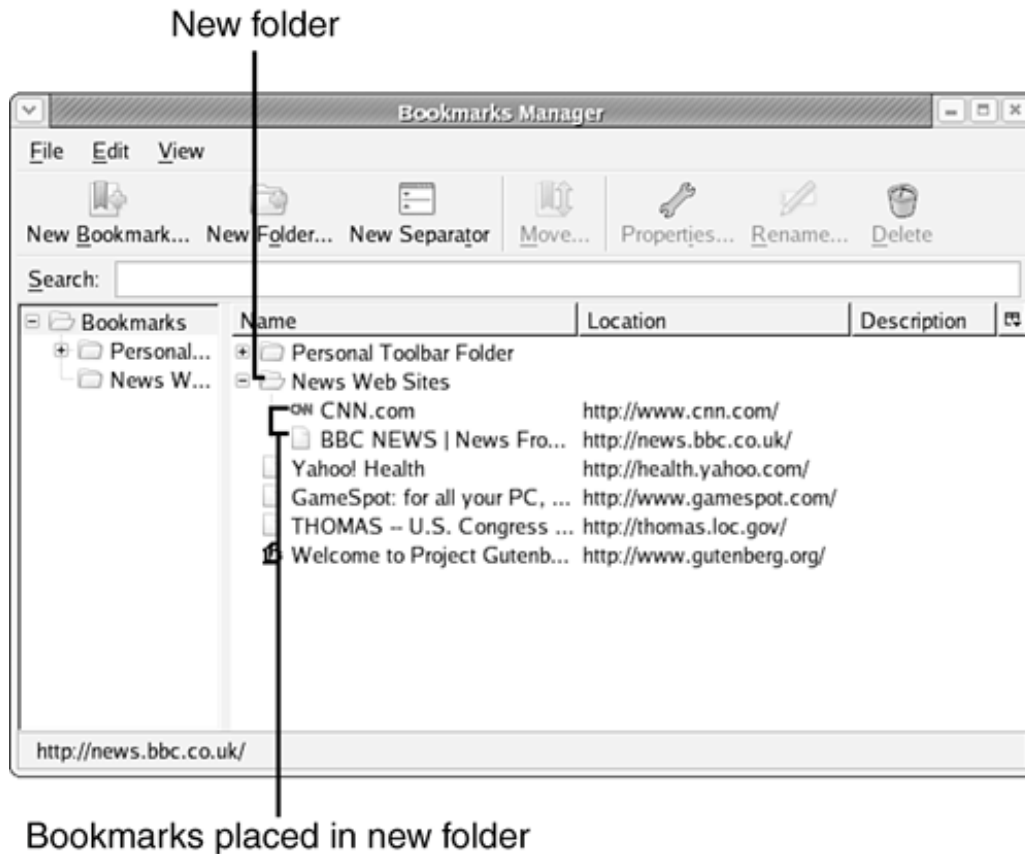 New folder
Bookmarks Manager
File Edit View
New Bookmark... New Folder... New Separator Move... Properties... Rename... Delete
Search:
Bookmarks Name Location Description
Personal... Personal Toolbar Folder
News W... News Web Sites
CNN CNN.com http://www.cnn.com/
BBC NEWS | News Fro... http://news.bbc.co.uk/
Yahoo! Health http://health.yahoo.com/
GameSpot: for all your PC, ... http://www.gamespot.com/
THOMAS -- U.S. Congress ... http://thomas.loc.gov/
Welcome to Project Gutenb... http://www.gutenberg.org/
http://news.bbc.co.uk/
Bookmarks placed in new folder